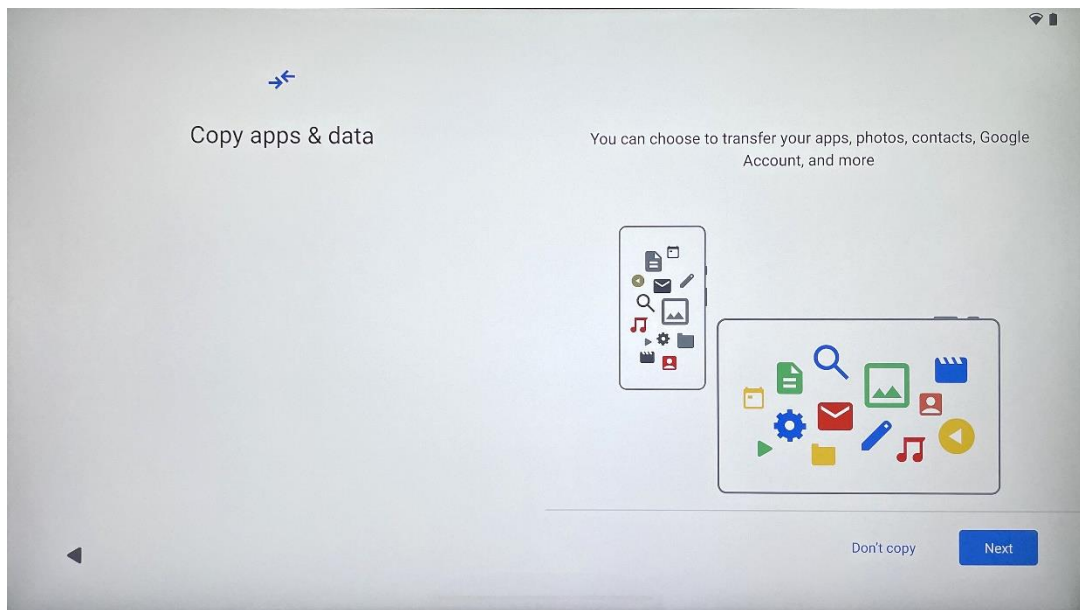 Copy apps & data
You can choose to transfer your apps, photos, contacts, Google
Account, and more
Don't copy
Next